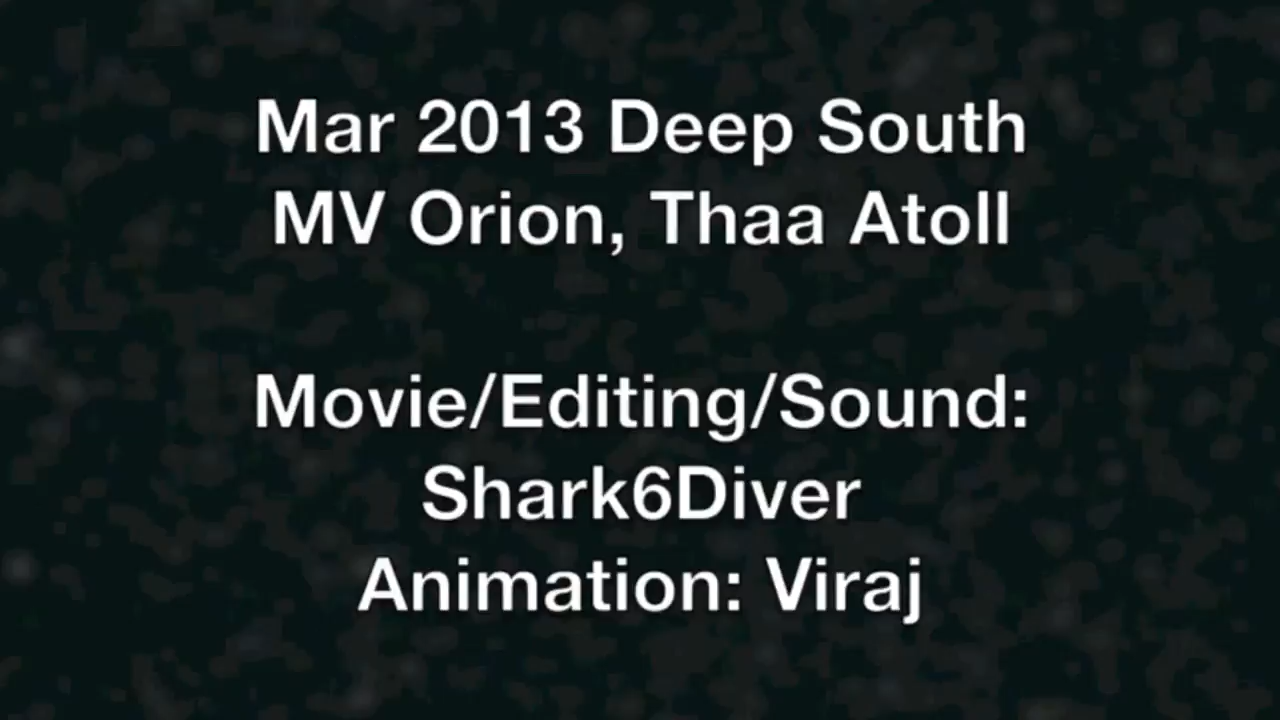 Mar 2013 Deep South
MV Orion, Thaa Atoll
Movie/Editing/Sound:
Shark6Diver
Animation: Viraj